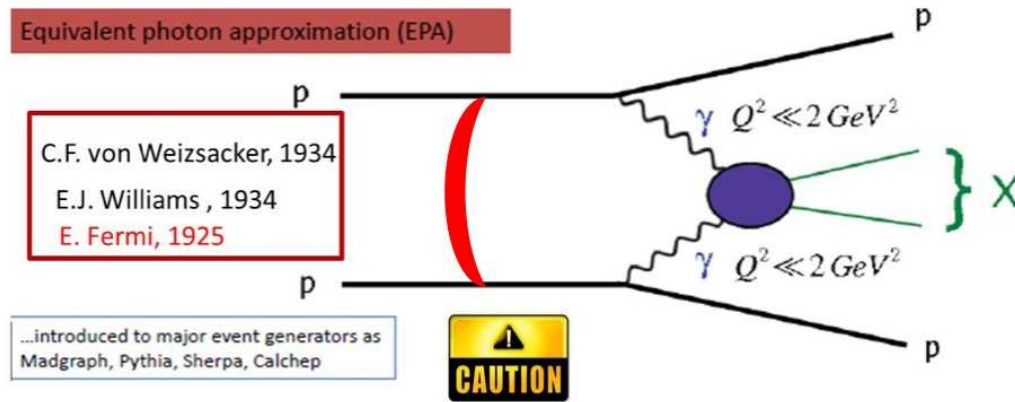 Equivalent photon approximation (EPA)
p
p
C.F. von Weizsacker, 1934
E.J. Williams , 1934
E. Fermi, 1925
γ Q² ≪ 2 GeV²
} X
γ Q² ≪ 2 GeV²
p
p
...introduced to major event generators as
Madgraph, Pythia, Sherpa, Calchep
!
CAUTION